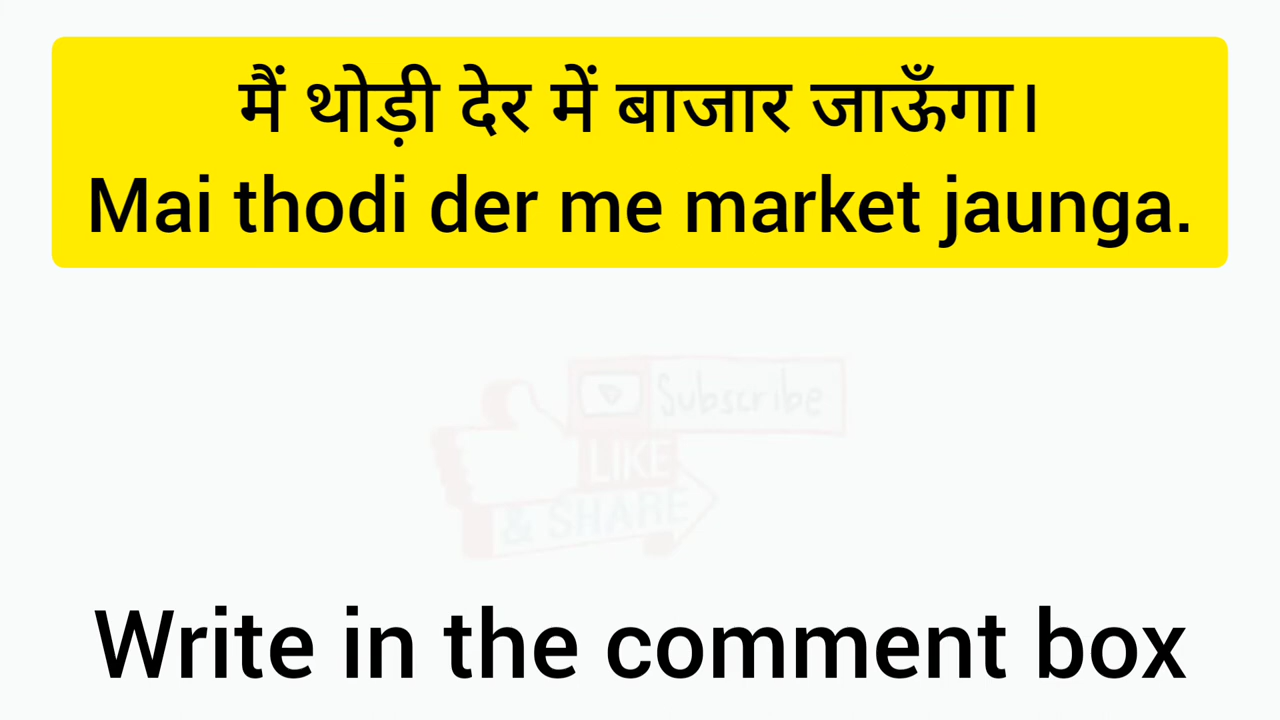 मैं थोड़ी देर में बाजार जाऊँगा।
Mai thodi der me market jaunga.
Subscribe
LIKE
& SHARE
Write in the comment box